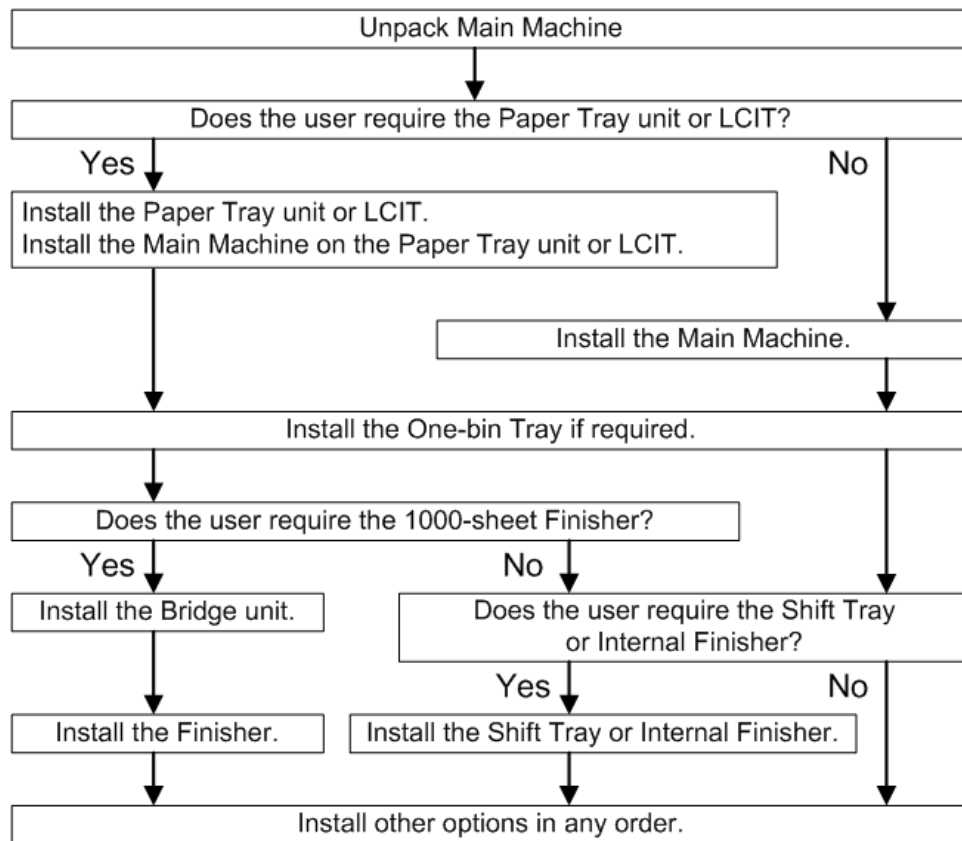 Unpack Main Machine
Does the user require the Paper Tray unit or LCIT?
Yes
No
Install the Paper Tray unit or LCIT.
Install the Main Machine on the Paper Tray unit or LCIT.
Install the Main Machine.
Install the One-bin Tray if required.
Does the user require the 1000-sheet Finisher?
Yes
No
Install the Bridge unit.
Does the user require the Shift Tray
or Internal Finisher?
Yes
No
Install the Finisher.
Install the Shift Tray or Internal Finisher.
Install other options in any order.